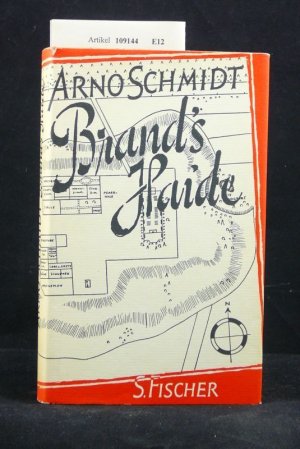 Artikel 109144 E12
ARNO SCHMIDT
Brand's
Haide
N
S. FISCHER